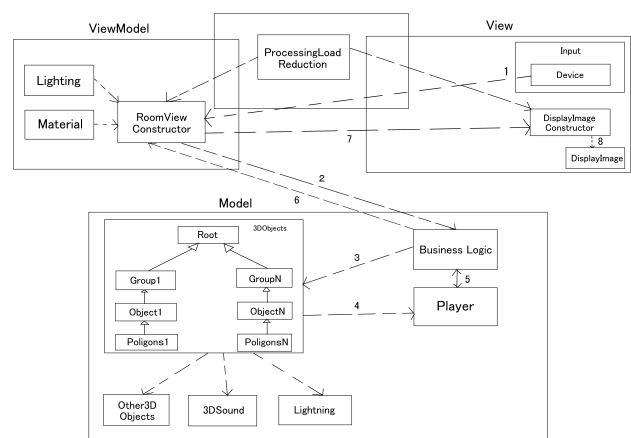 ViewModel
View
ProcessingLoad
Reduction
Input
Device
1
Lighting
Material
RoomView
Constructor
DisplayImage
Constructor
7
8
DisplayImage
2
6
Model
3DObjects
Root
Business Logic
3
Group1
GroupN
5
4
Player
Object1
ObjectN
Poligons1
PoligonsN
Other3D
Objects
3DSound
Lightning